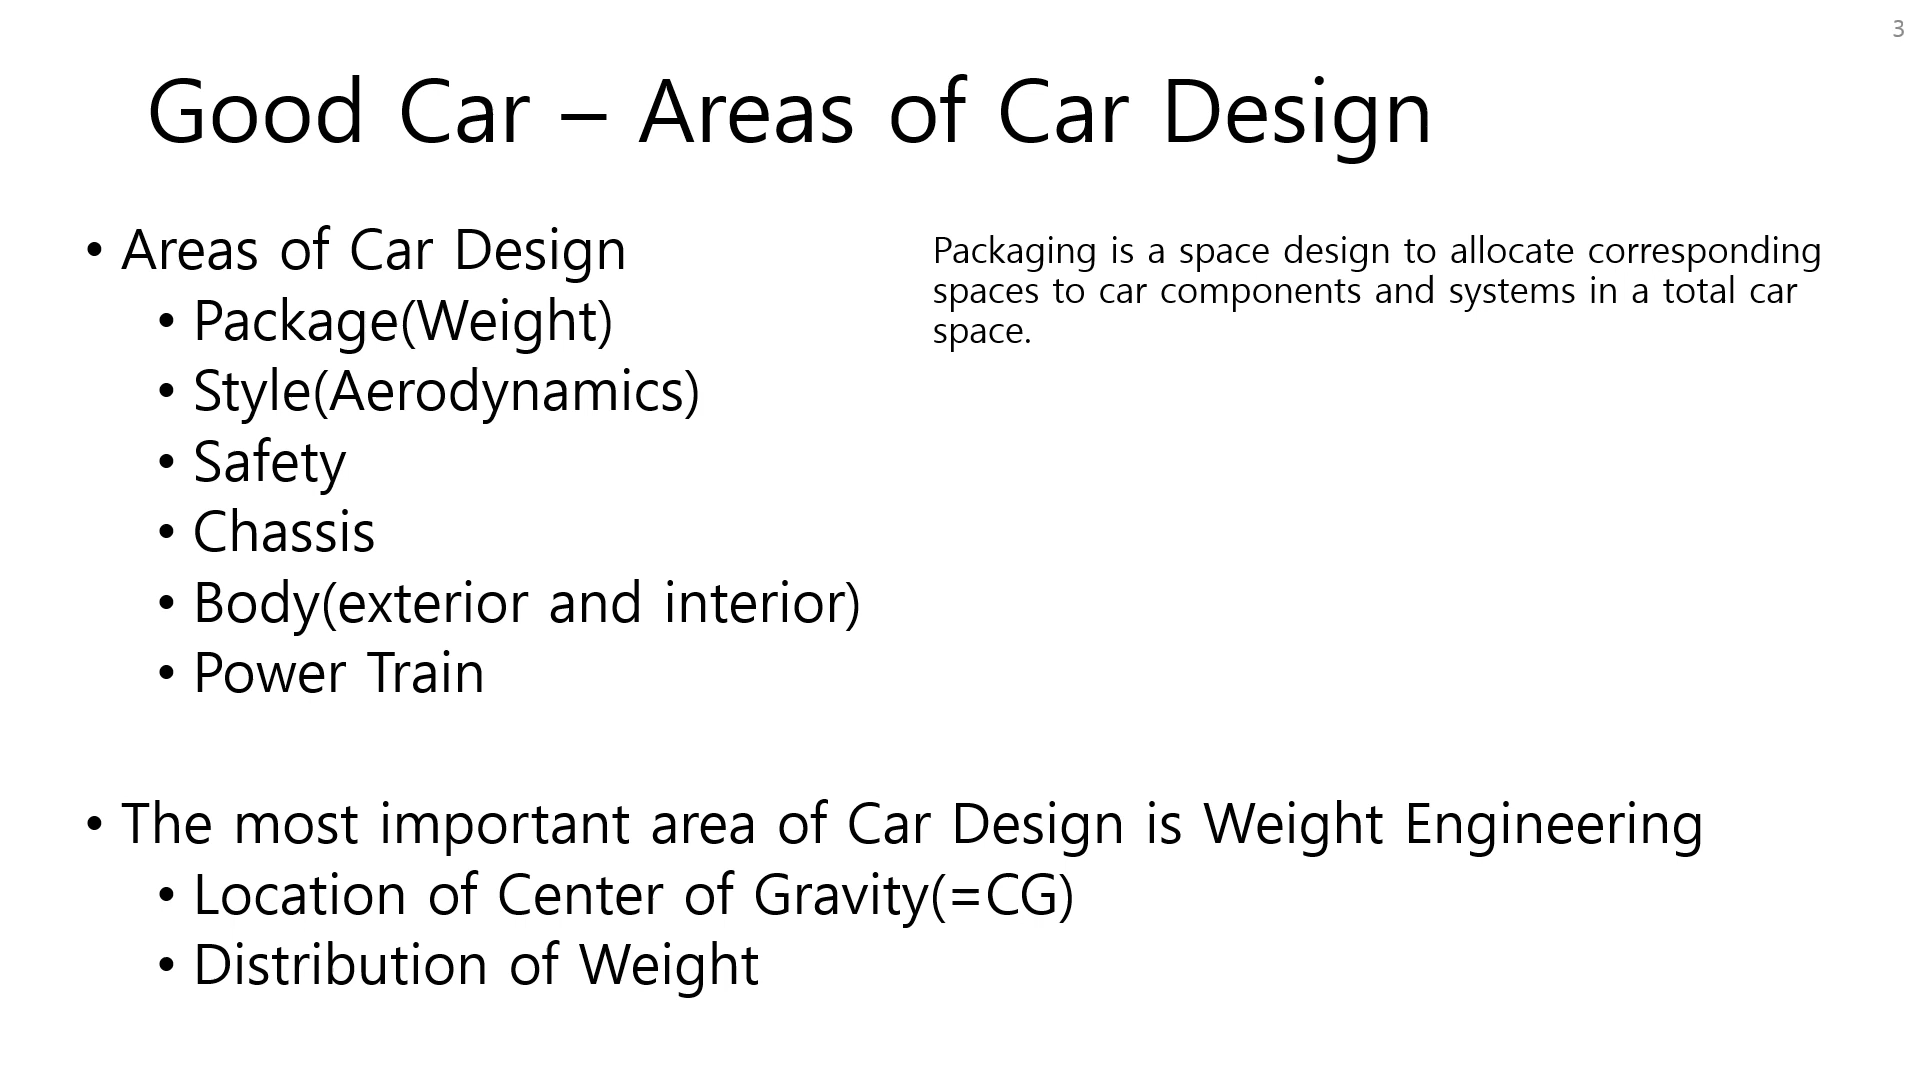 3
Good Car – Areas of Car Design
• Areas of Car Design
• Package(Weight)
• Style(Aerodynamics)
• Safety
• Chassis
• Body(exterior and interior)
• Power Train
Packaging is a space design to allocate corresponding
spaces to car components and systems in a total car
space.
• The most important area of Car Design is Weight Engineering
• Location of Center of Gravity(=CG)
• Distribution of Weight